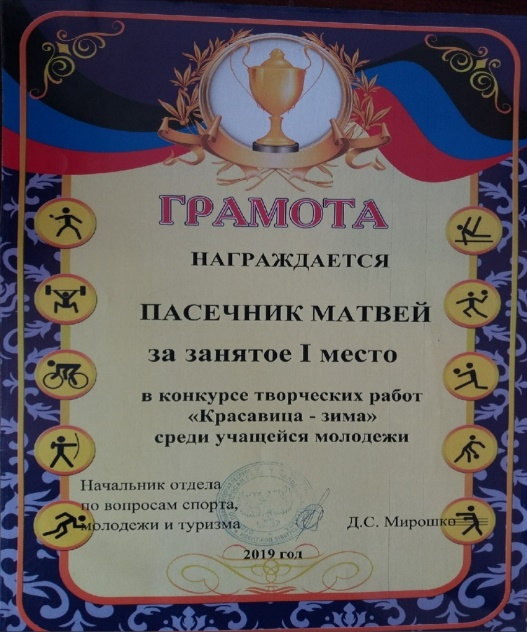 ГРАМОТА
НАГРАЖДАЕТСЯ
ПАСЕЧНИК МАТВЕЙ
за занятое I место
в конкурсе творческих работ
«Красавица - зима»
среди учащейся молодежи
Начальник отдела
по вопросам спорта,
молодежи и туризма
Д.С. Мирошко
2019 год